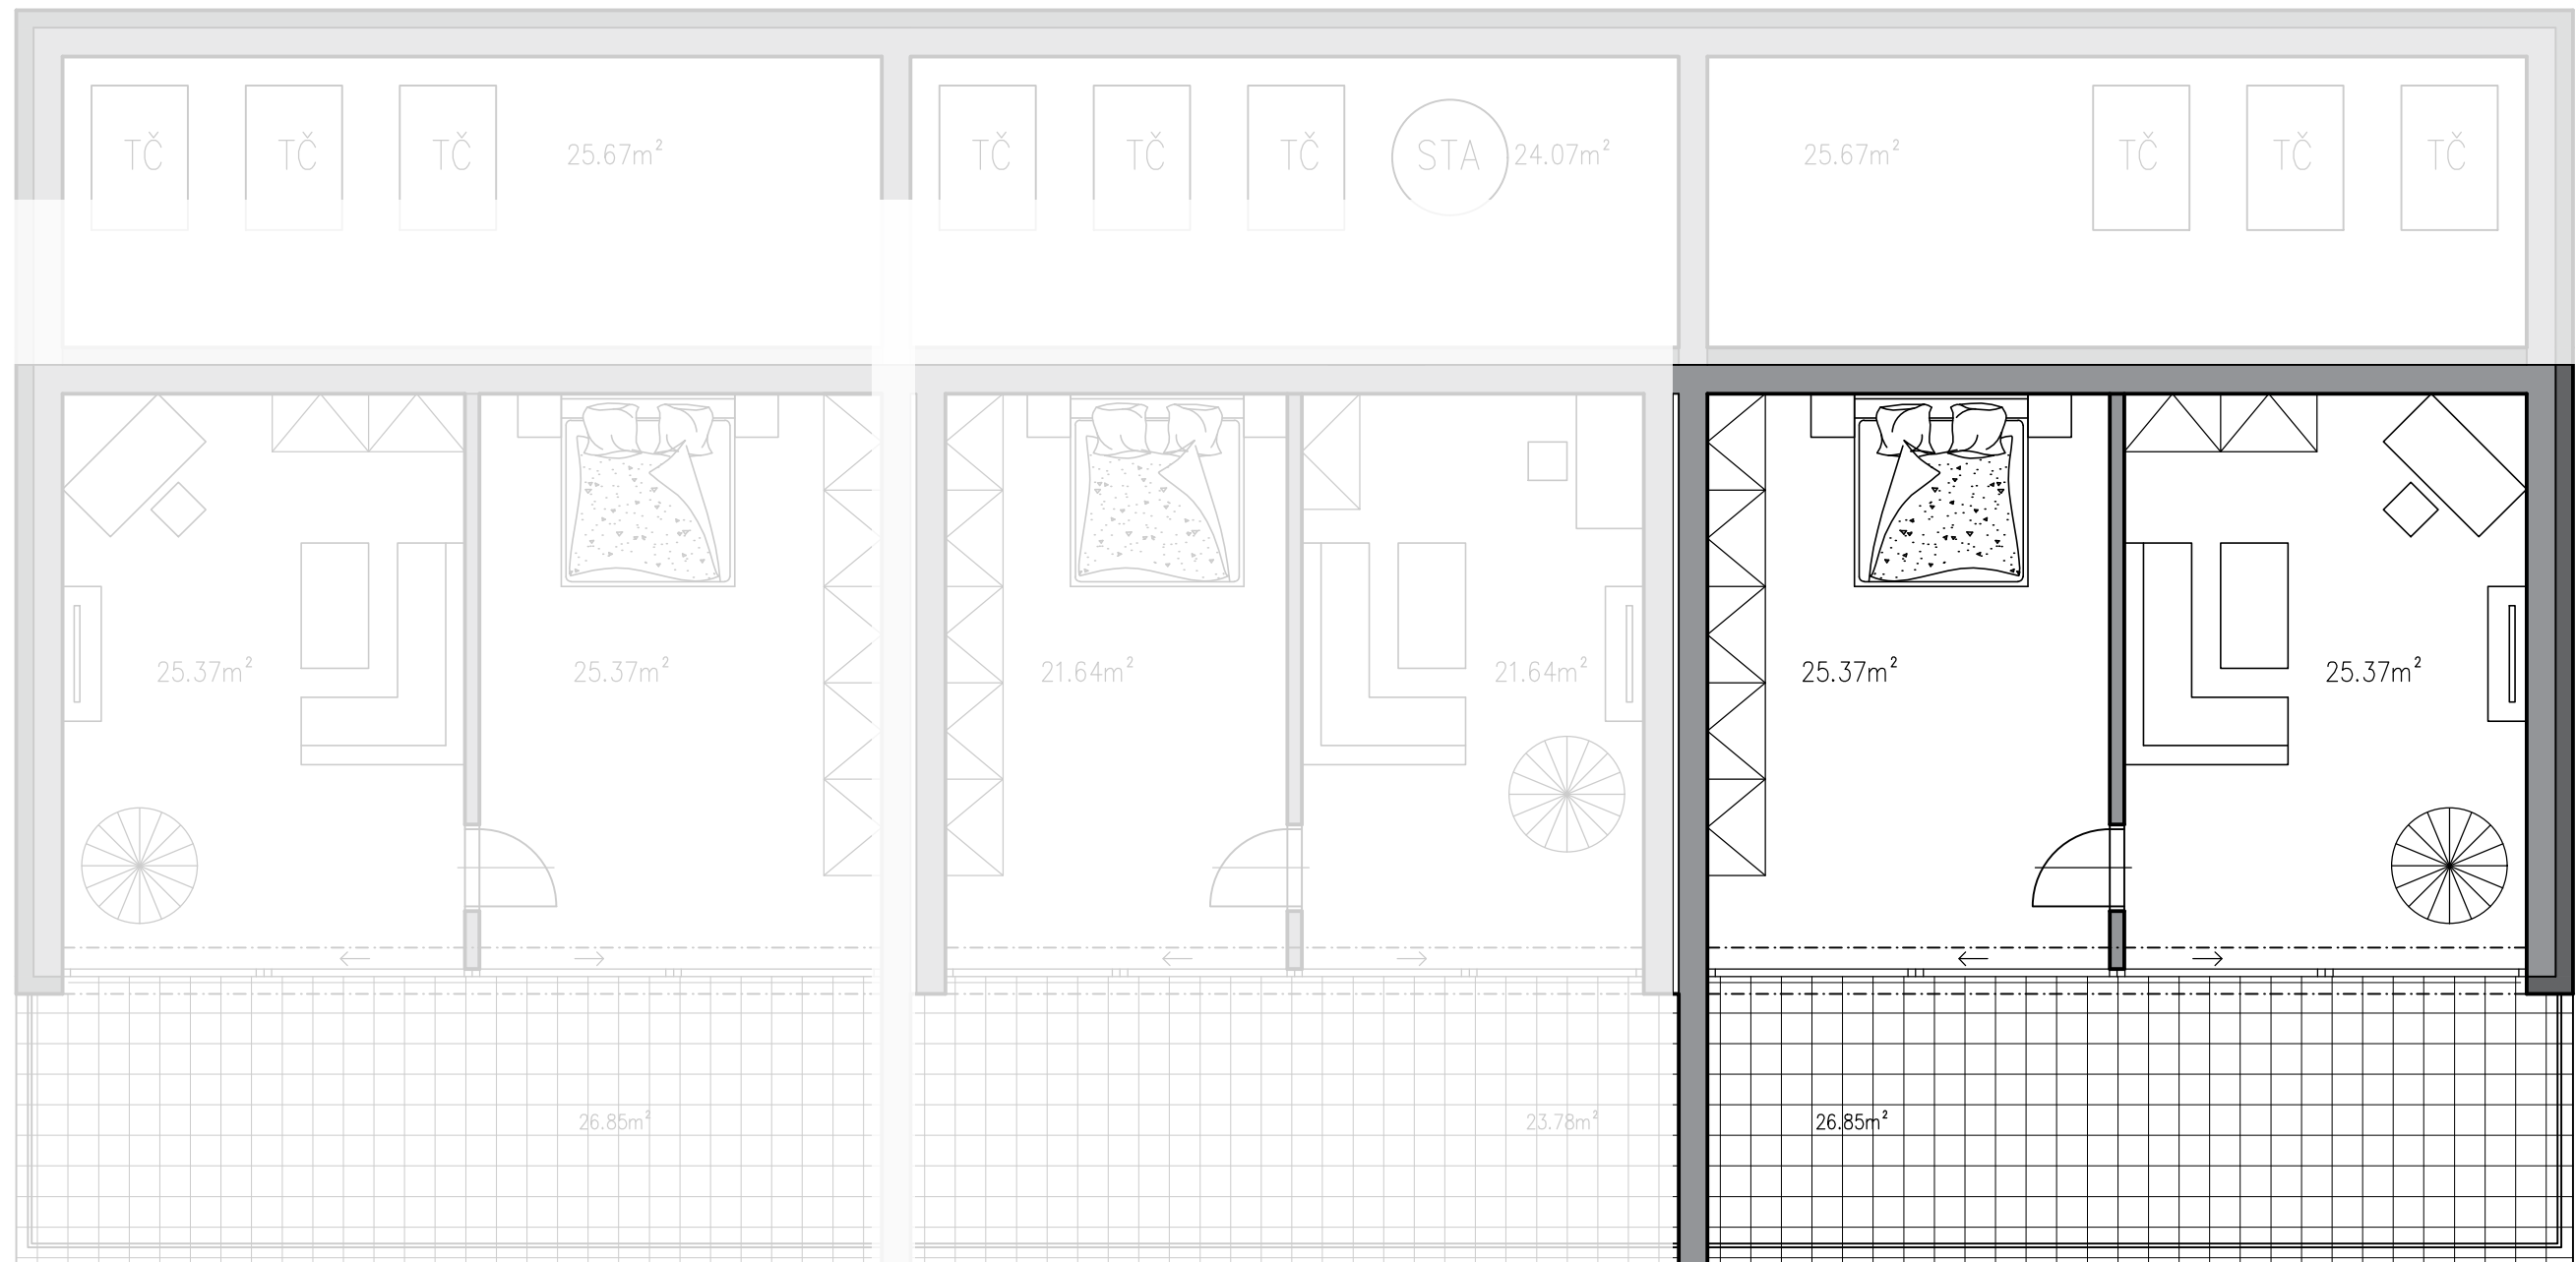 TČ TČ TČ 25.67m²
TČ TČ TČ STA 24.07m²
25.67m² TČ TČ TČ
25.37m² 25.37m² 21.64m² 21.64m² 25.37m² 25.37m²
26.85m² 23.78m² 26.85m²